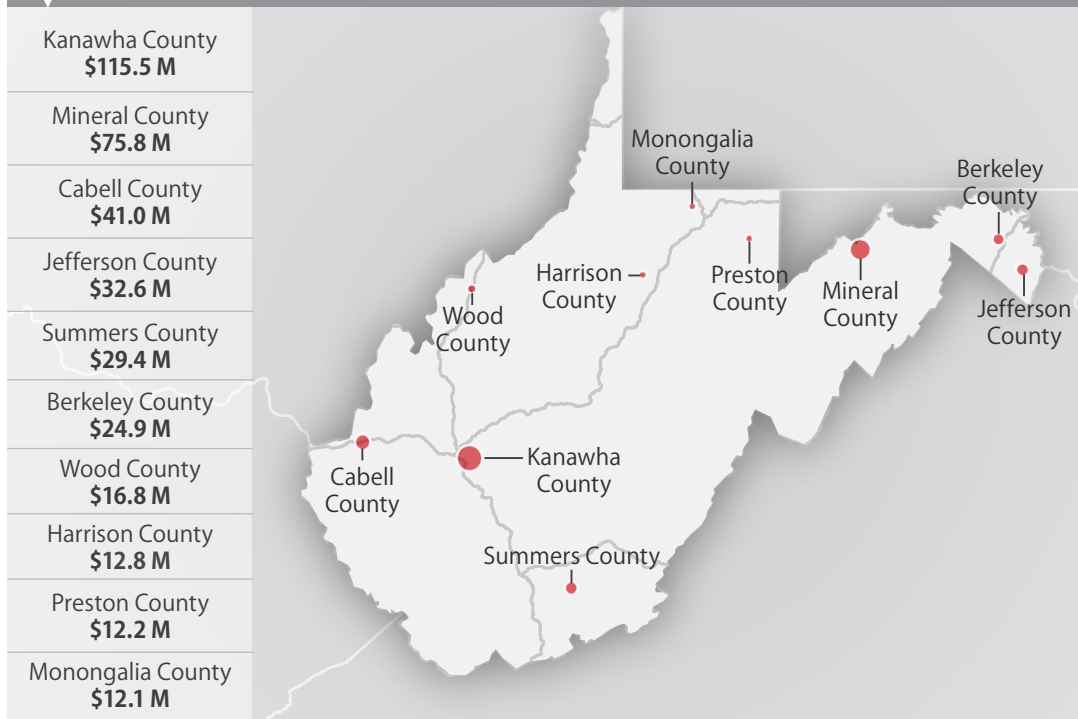 Kanawha County
$115.5 M
Mineral County
$75.8 M
Cabell County
$41.0 M
Jefferson County
$32.6 M
Summers County
$29.4 M
Berkeley County
$24.9 M
Wood County
$16.8 M
Harrison County
$12.8 M
Preston County
$12.2 M
Monongalia County
$12.1 M
Monongalia
County
Berkeley
County
Harrison
County
Preston
County
Mineral
County
Jefferson
County
Wood
County
Cabell
County
Kanawha
County
Summers County